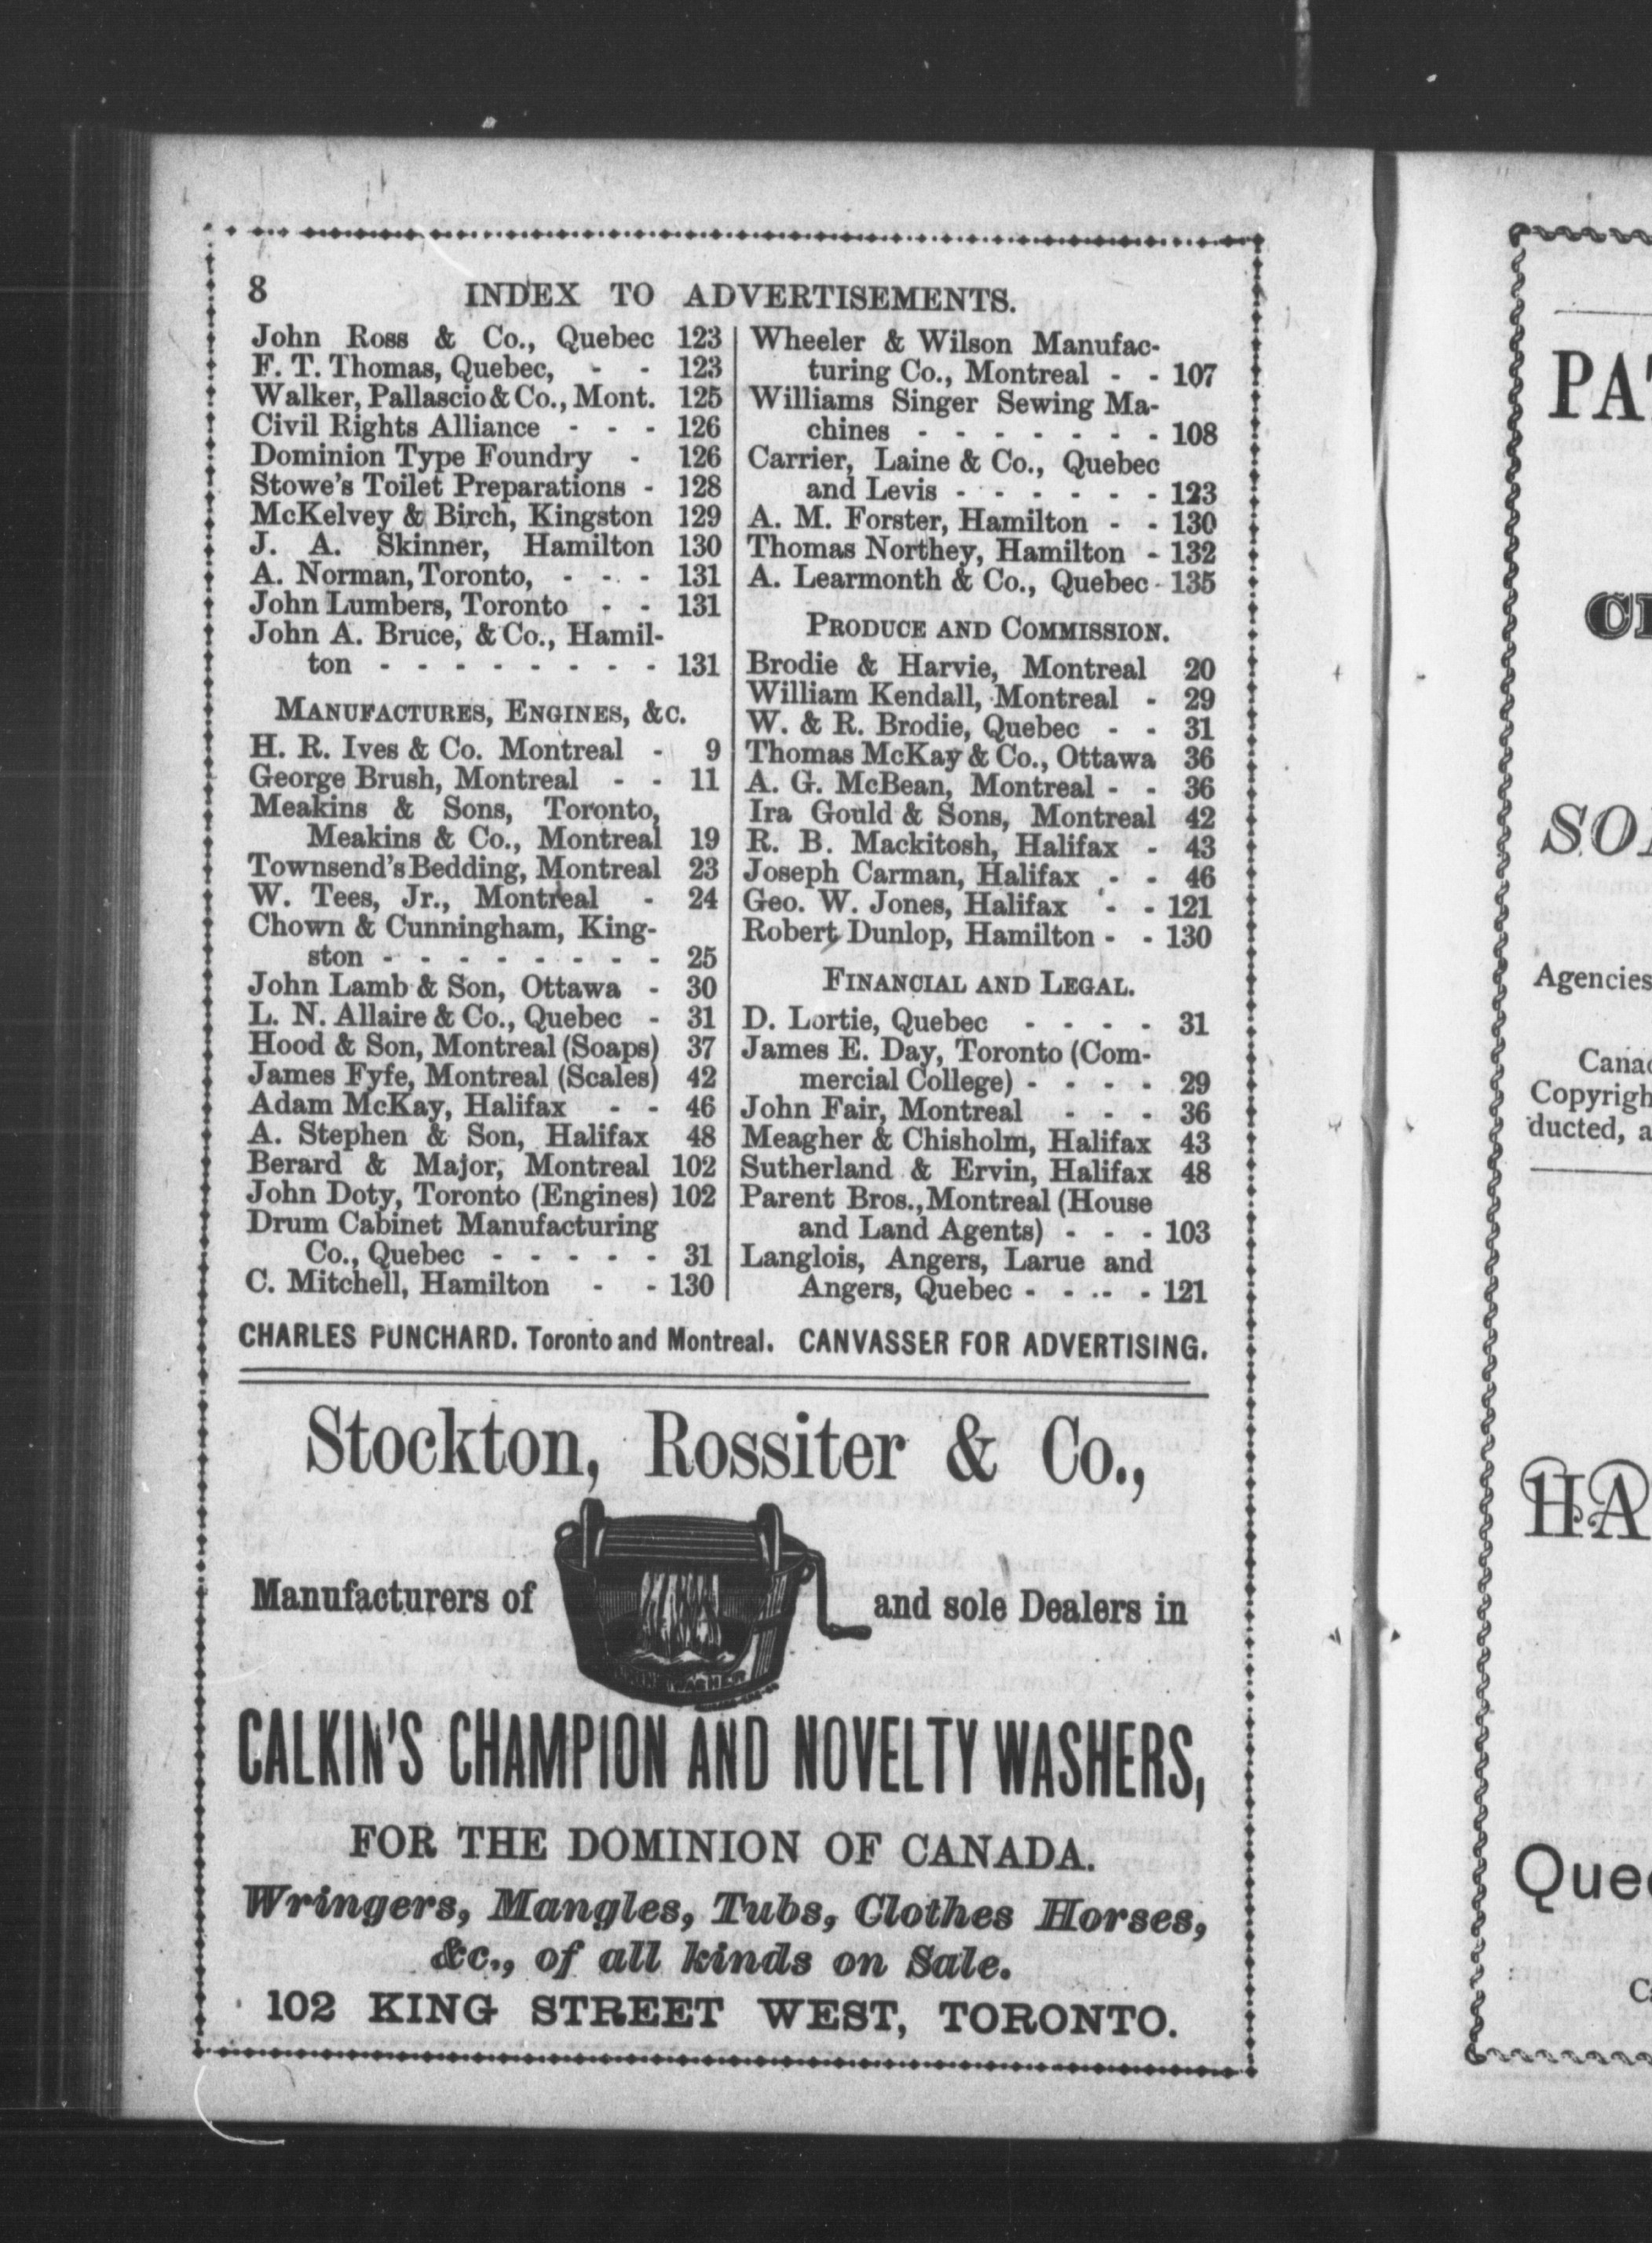 8 INDEX TO ADVERTISEMENTS.
John Ross & Co., Quebec 123
F. T. Thomas, Quebec, - - 123
Walker, Pallascio & Co., Mont. 125
Civil Rights Alliance - - - 126
Dominion Type Foundry - 126
Stowe's Toilet Preparations - 128
McKelvey & Birch, Kingston 129
J. A. Skinner, Hamilton 130
A. Norman, Toronto, - - - 131
John Lumbers, Toronto - - 131
John A. Bruce, & Co., Hamil-
ton - - - - - - - - 131
MANUFACTURES, ENGINES, &C.
H. R. Ives & Co. Montreal - 9
George Brush, Montreal - - 11
Meakins & Sons, Toronto,
Meakins & Co., Montreal 19
Townsend's Bedding, Montreal 23
W. Tees, Jr., Montreal - 24
Chown & Cunningham, King-
ston - - - - - - - - 25
John Lamb & Son, Ottawa - 30
L. N. Allaire & Co., Quebec - 31
Hood & Son, Montreal (Soaps) 37
James Fyfe, Montreal (Scales) 42
Adam McKay, Halifax - - 46
A. Stephen & Son, Halifax 48
Berard & Major, Montreal 102
John Doty, Toronto (Engines) 102
Drum Cabinet Manufacturing
Co., Quebec - - - - - 31
C. Mitchell, Hamilton - - 130
Wheeler & Wilson Manufac-
turing Co., Montreal - - 107
Williams Singer Sewing Ma-
chines - - - - - - - 108
Carrier, Laine & Co., Quebec
and Levis - - - - - - 123
A. M. Forster, Hamilton - - 130
Thomas Northey, Hamilton - 132
A. Learmonth & Co., Quebec - 135
PRODUCE AND COMMISSION.
Brodie & Harvie, Montreal 20
William Kendall, Montreal - 29
W. & R. Brodie, Quebec - - 31
Thomas McKay & Co., Ottawa 36
A. G. McBean, Montreal - - 36
Ira Gould & Sons, Montreal 42
R. B. Mackitosh, Halifax - 43
Joseph Carman, Halifax - - 46
Geo. W. Jones, Halifax - - 121
Robert Dunlop, Hamilton - - 130
FINANCIAL AND LEGAL.
D. Lortie, Quebec - - - - 31
James E. Day, Toronto (Com-
mercial College) - - - - 29
John Fair, Montreal - - - 36
Meagher & Chisholm, Halifax 43
Sutherland & Ervin, Halifax 48
Parent Bros., Montreal (House
and Land Agents) - - - 103
Langlois, Angers, Larue and
Angers, Quebec - - - - - 121
CHARLES PUNCHARD. Toronto and Montreal. CANVASSER FOR ADVERTISING.
Stockton, Rossiter & Co.,
Manufacturers of and sole Dealers in
WASHER
CALKIN'S CHAMPION AND NOVELTY WASHERS,
FOR THE DOMINION OF CANADA.
Wringers, Mangles, Tubs, Clothes Horses,
&c., of all kinds on Sale.
102 KING STREET WEST, TORONTO.
Agencies
Copyrigh
ducted, a